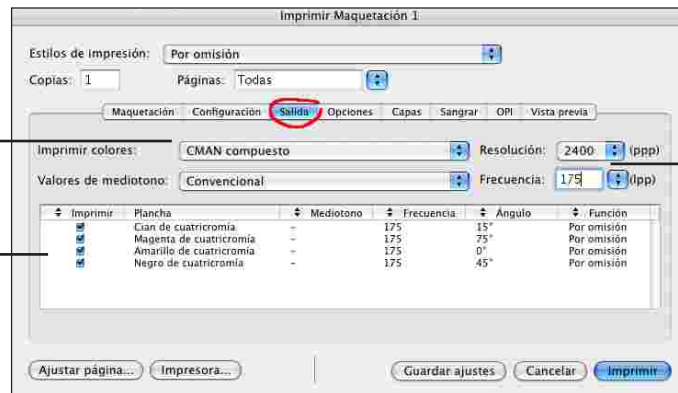 Imprimir Maquetación 1
Estilos de impresión: Por omisión
Copias: 1 Páginas: Todas
Maquetación Configuración Salida Opciones Capas Sangrar OPI Vista previa
Imprimir colores: CMAN compuesto Resolución: 2400 (ppp)
Valores de mediotono: Convencional Frecuencia: 175 (lpp)
Imprimir Plancha Mediotono Frecuencia Ángulo Función
Cian de cuatricromía – 175 15° Por omisión
Magenta de cuatricromía – 175 75° Por omisión
Amarillo de cuatricromía – 175 0° Por omisión
Negro de cuatricromía – 175 45° Por omisión
Ajustar página... Impresora... Guardar ajustes Cancelar Imprimir